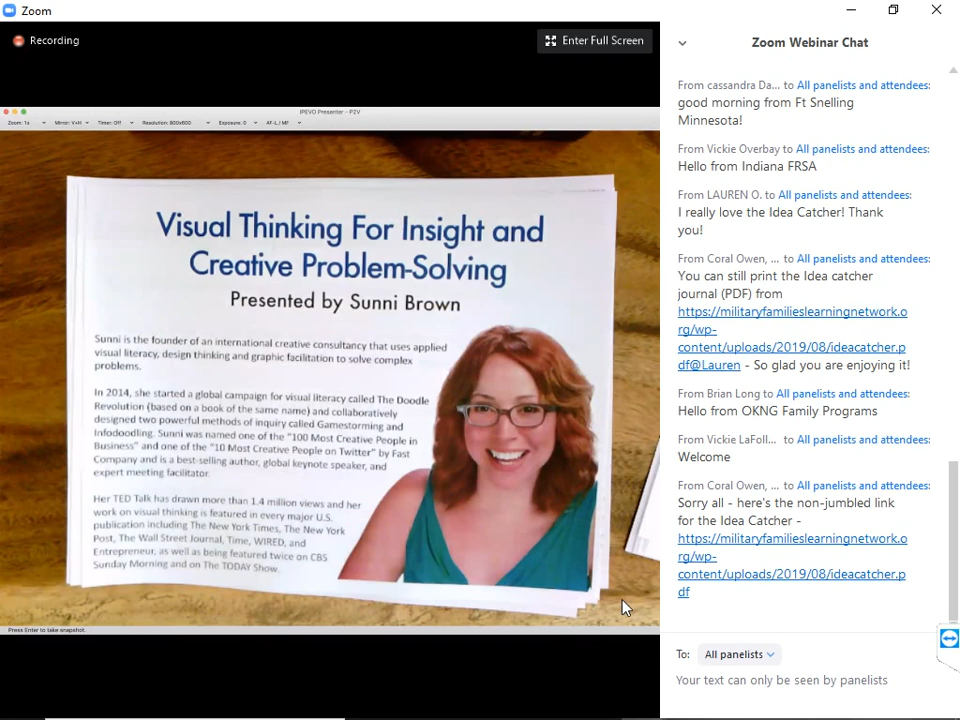 Zoom
Recording
Enter Full Screen
IPEVO Presenter - P2V
Zoom: 1x
Mirror: V+H
Timer: Off
Resolution: 800x600
Exposure: 0
AF-L / MF
Visual Thinking For Insight and
Creative Problem-Solving
Presented by Sunni Brown
Sunni is the founder of an international creative consultancy that uses applied
visual literacy, design thinking and graphic facilitation to solve complex
problems.
In 2014, she started a global campaign for visual literacy called The Doodle
Revolution (based on a book of the same name) and collaboratively
designed two powerful methods of inquiry called Gamestorming and
Infodoodling. Sunni was named one of the "100 Most Creative People in
Business" and one of the "10 Most Creative People on Twitter" by Fast
Company and is a best-selling author, global keynote speaker, and
expert meeting facilitator.
Her TED Talk has drawn more than 1.4 million views and her
work on visual thinking is featured in every major U.S.
publication including The New York Times, The New York
Post, The Wall Street Journal, Time, WIRED, and
Entrepreneur, as well as being featured twice on CBS
Sunday Morning and on The TODAY Show.
Press Enter to take snapshot.
Zoom Webinar Chat
From cassandra Da... to All panelists and attendees:
good morning from Ft Snelling
Minnesota!
From Vickie Overbay to All panelists and attendees:
Hello from Indiana FRSA
From LAUREN O. to All panelists and attendees:
I really love the Idea Catcher! Thank
you!
From Coral Owen, ... to All panelists and attendees:
You can still print the Idea catcher
journal (PDF) from
https://militaryfamilieslearningnetwork.o
rg/wp-
content/uploads/2019/08/ideacatcher.p
df@Lauren - So glad you are enjoying it!
From Brian Long to All panelists and attendees:
Hello from OKNG Family Programs
From Vickie LaFoll... to All panelists and attendees:
Welcome
From Coral Owen, ... to All panelists and attendees:
Sorry all - here's the non-jumbled link
for the Idea Catcher -
https://militaryfamilieslearningnetwork.o
rg/wp-
content/uploads/2019/08/ideacatcher.p
df
To: All panelists
Your text can only be seen by panelists